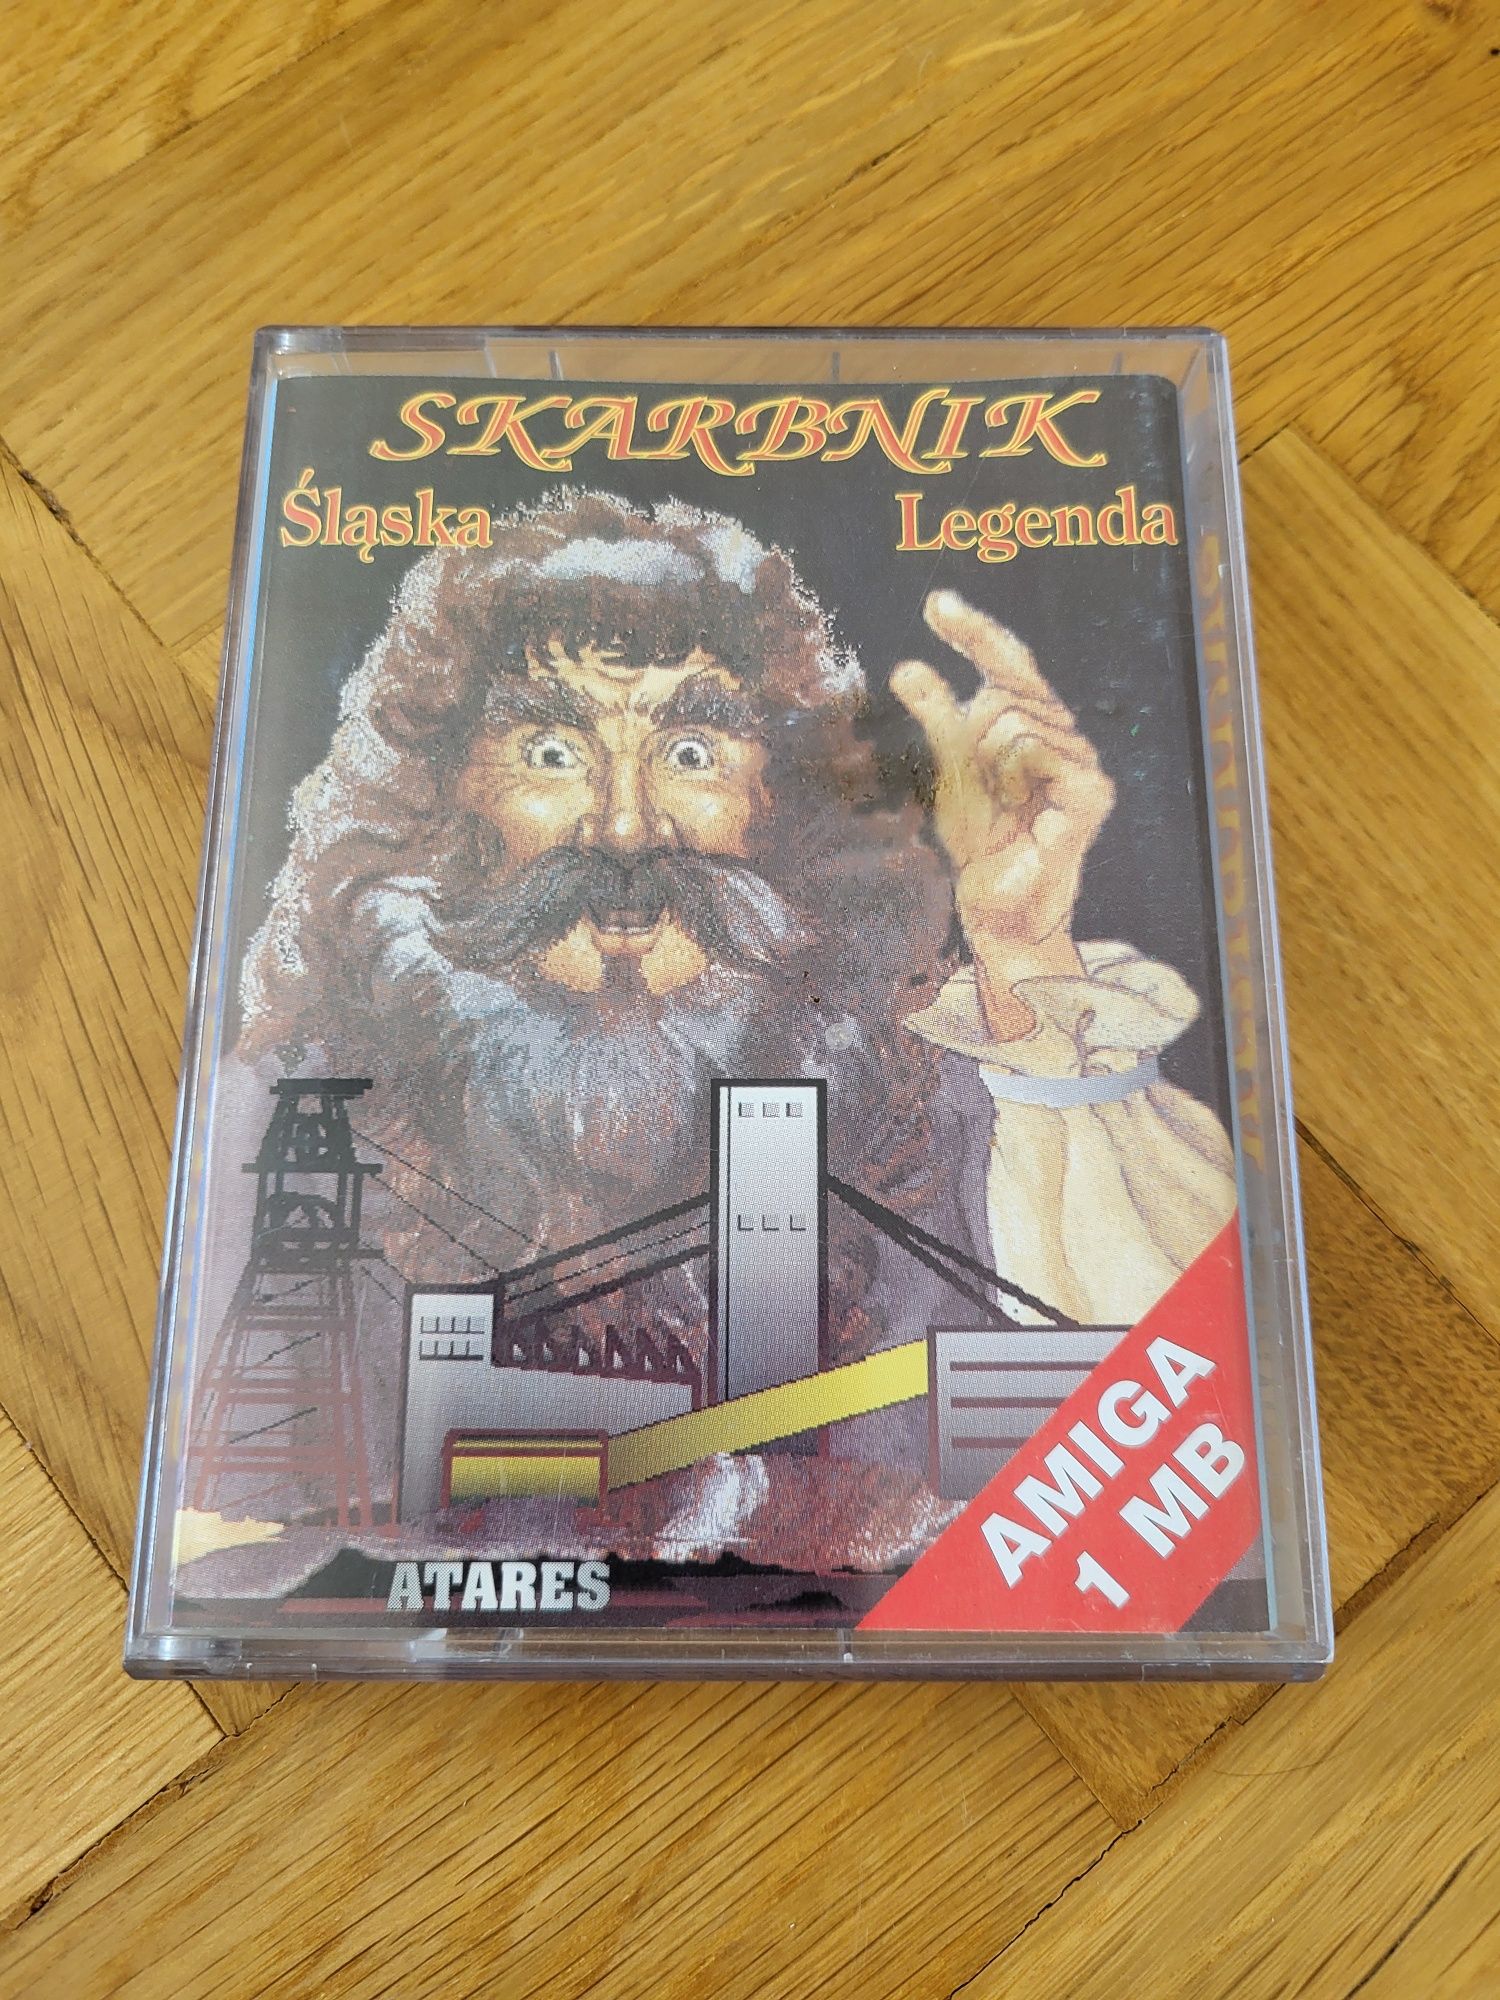 SKARBNIK
Śląska Legenda
AMIGA
1 MB
ATARES